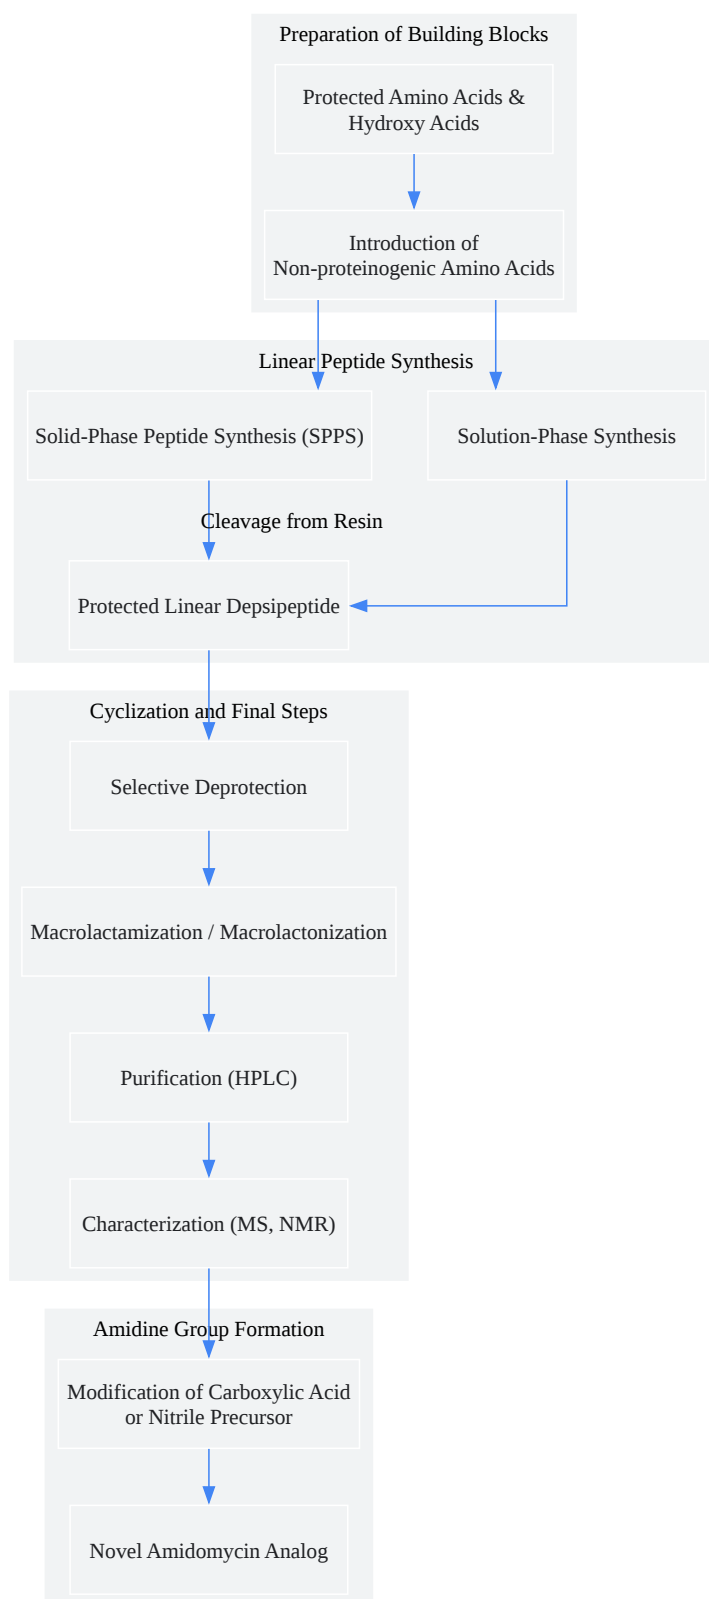 Preparation of Building Blocks
Protected Amino Acids &
Hydroxy Acids
Introduction of
Non-proteinogenic Amino Acids
Linear Peptide Synthesis
Solid-Phase Peptide Synthesis (SPPS)
Solution-Phase Synthesis
Cleavage from Resin
Protected Linear Depsipeptide
Cyclization and Final Steps
Selective Deprotection
Macrolactamization / Macrolactonization
Purification (HPLC)
Characterization (MS, NMR)
Amidine Group Formation
Modification of Carboxylic Acid
or Nitrile Precursor
Novel Amidomycin Analog